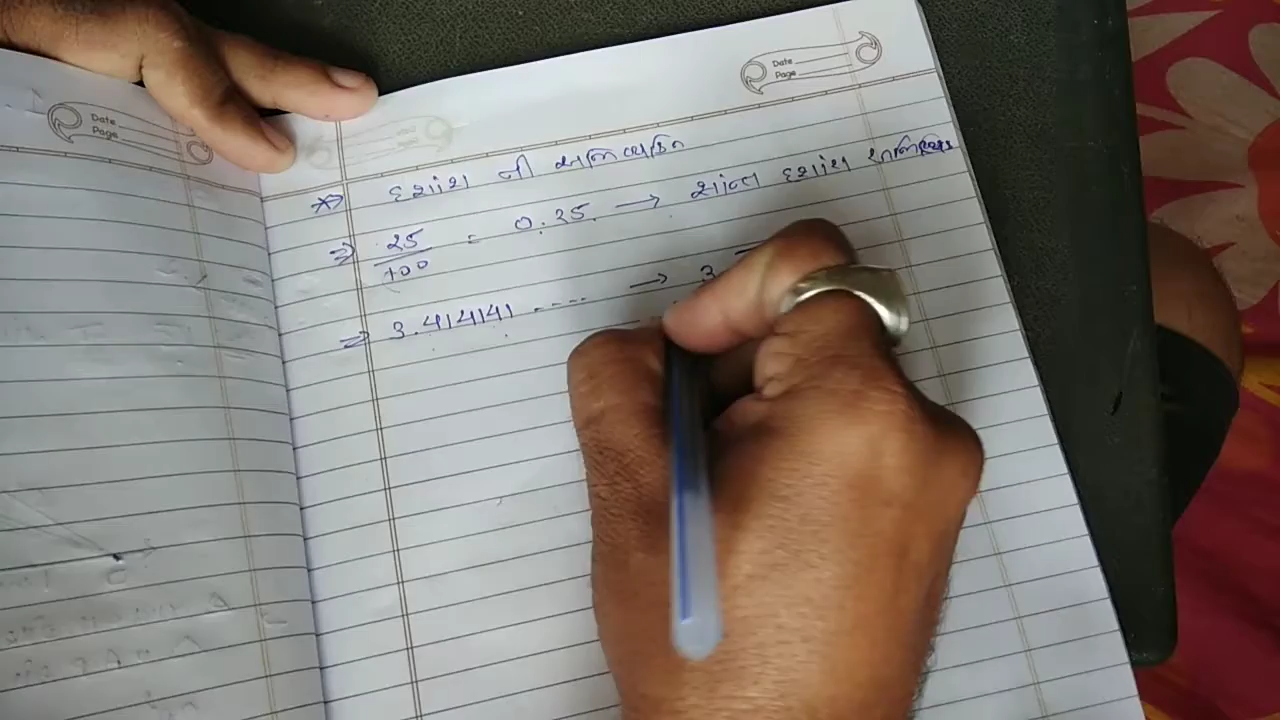 Date
Page
Date
Page
* દશાંશ ની અભિવ્યક્તિ
⇒ 25/100 = 0.25. → શાંત દશાંશ અભિવ્યક્તિ
⇒ 3.414141 .... → 3.